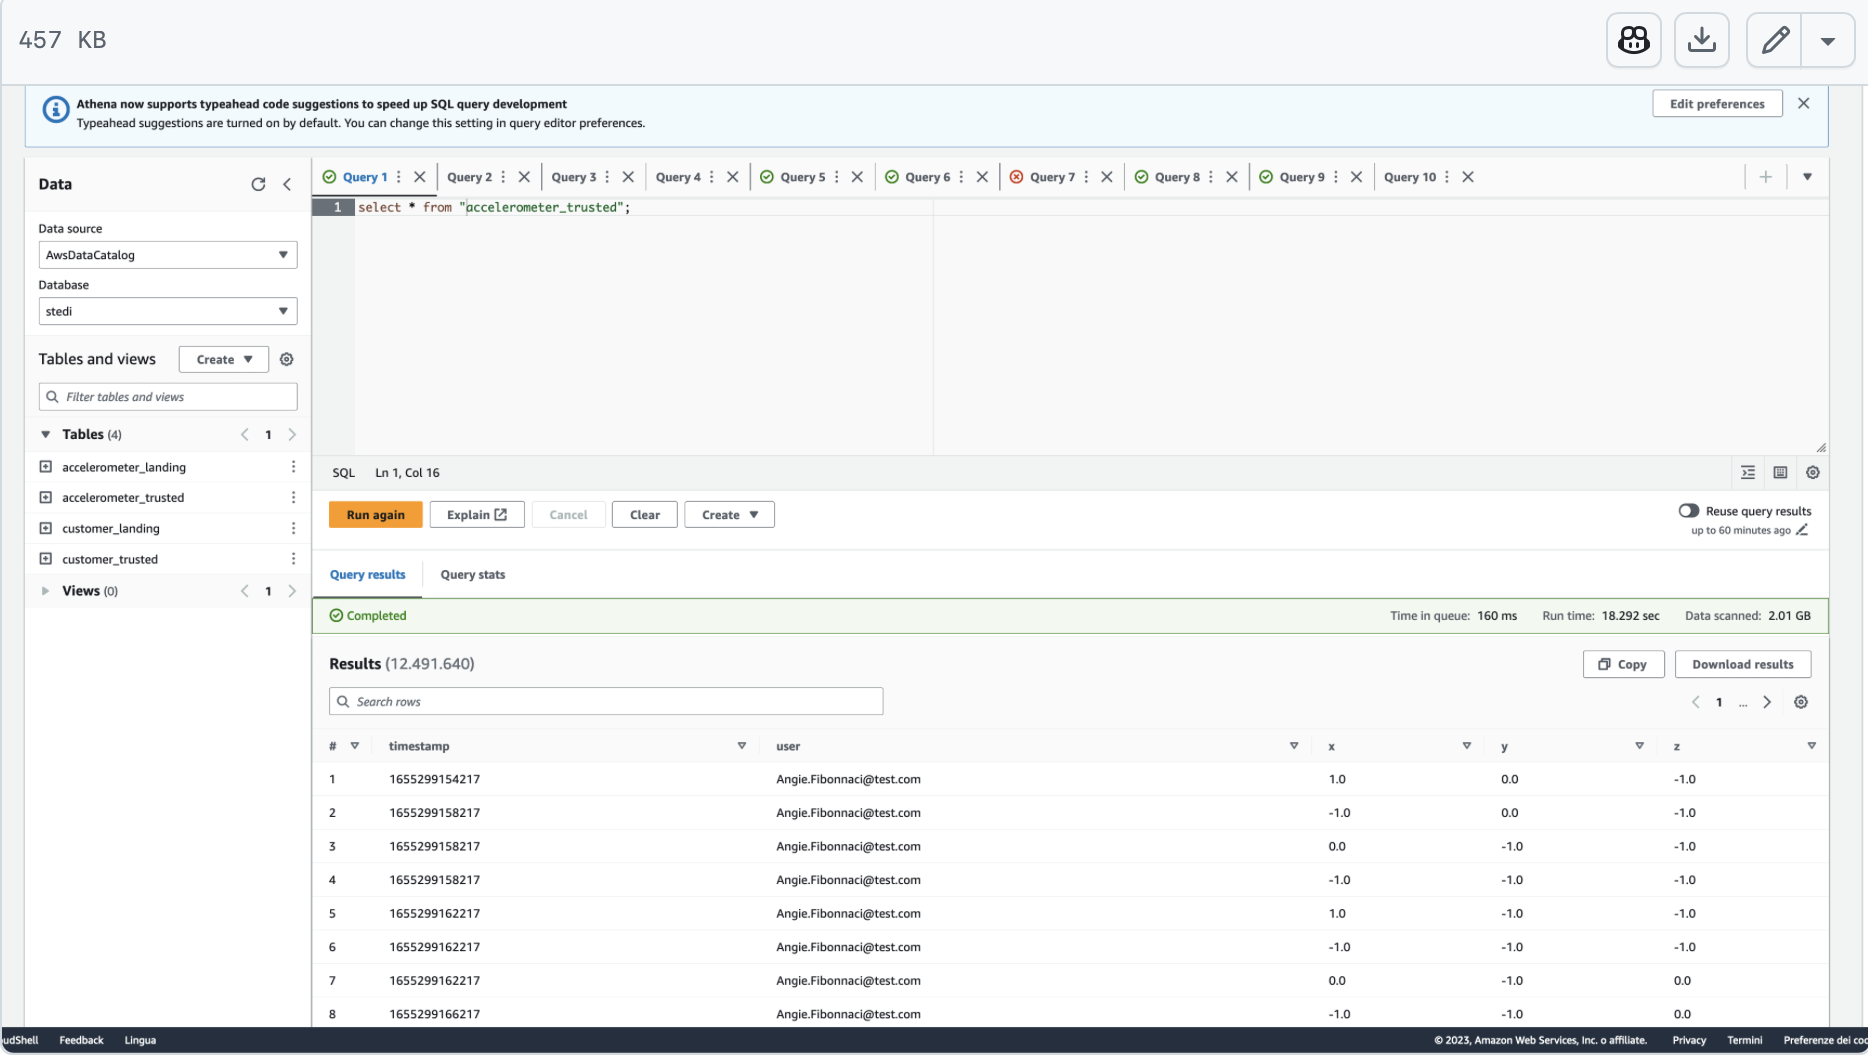 457 KB
Athena now supports typeahead code suggestions to speed up SQL query development
Typeahead suggestions are turned on by default. You can change this setting in query editor preferences.
Edit preferences
Data
Data source
AwsDataCatalog
Database
stedi
Tables and views
Create
Filter tables and views
Tables (4)
1
accelerometer_landing
accelerometer_trusted
customer_landing
customer_trusted
Views (0)
1
Query 1
Query 2
Query 3
Query 4
Query 5
Query 6
Query 7
Query 8
Query 9
Query 10
1 select * from "accelerometer_trusted";
SQL Ln 1, Col 16
Run again
Explain
Cancel
Clear
Create
Reuse query results
up to 60 minutes ago
Query results
Query stats
Completed
Time in queue: 160 ms Run time: 18.292 sec Data scanned: 2.01 GB
Results (12.491.640)
Copy
Download results
Search rows
1 ...
# timestamp user x y z
1 1655299154217 Angie.Fibonnaci@test.com 1.0 0.0 -1.0
2 1655299158217 Angie.Fibonnaci@test.com -1.0 0.0 -1.0
3 1655299158217 Angie.Fibonnaci@test.com 0.0 -1.0 -1.0
4 1655299158217 Angie.Fibonnaci@test.com -1.0 -1.0 -1.0
5 1655299162217 Angie.Fibonnaci@test.com 1.0 -1.0 -1.0
6 1655299162217 Angie.Fibonnaci@test.com -1.0 -1.0 -1.0
7 1655299162217 Angie.Fibonnaci@test.com 0.0 -1.0 0.0
8 1655299166217 Angie.Fibonnaci@test.com -1.0 -1.0 0.0
udShell Feedback Lingua © 2023, Amazon Web Services, Inc. o affiliate. Privacy Termini Preferenze dei coo